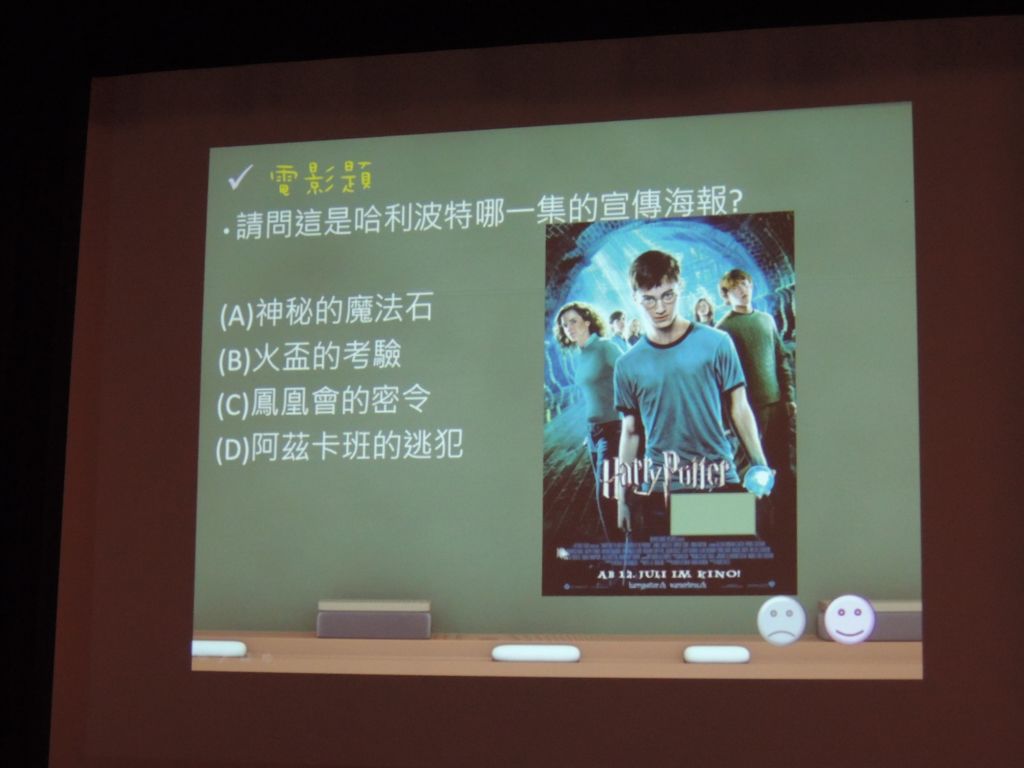 ✓ 電影題
•請問這是哈利波特哪一集的宣傳海報?
(A)神秘的魔法石
(B)火盃的考驗
(C)鳳凰會的密令
(D)阿茲卡班的逃犯
Harry Potter
AB 12. JULI IM KINO!